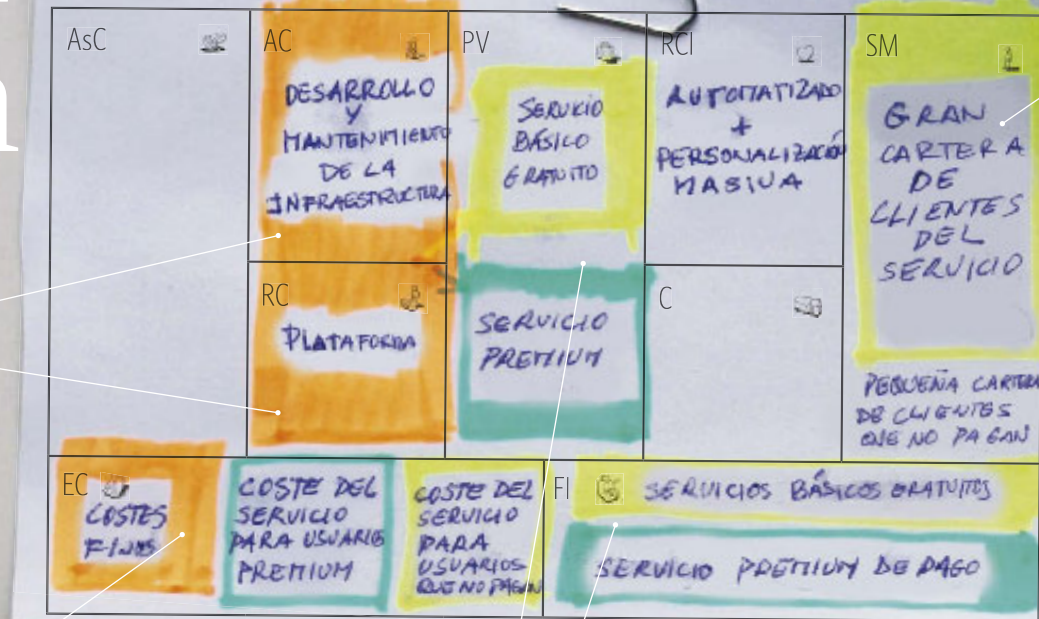 AsC
AC
DESARROLLO
Y
MANTENIMIENTO
DE LA
INFRAESTRUCTURA
RC
PLATAFORMA
PV
SERVICIO
BÁSICO
GRATUITO
SERVICIO
PREMIUM
RCl
AUTOMATIZADO
+
PERSONALIZACIÓN
MASIVA
C
SM
GRAN
CARTERA
DE
CLIENTES
DEL
SERVICIO
PEQUEÑA CARTERA
DE CLIENTES
QUE NO PAGAN
EC
COSTES
FIJOS
COSTE DEL
SERVICIO
PARA USUARIOS
PREMIUM
COSTE DEL
SERVICIO
PARA
USUARIOS
QUE NO PAGAN
FI
SERVICIOS BÁSICOS GRATUITOS
SERVICIO PREMIUM DE PAGO